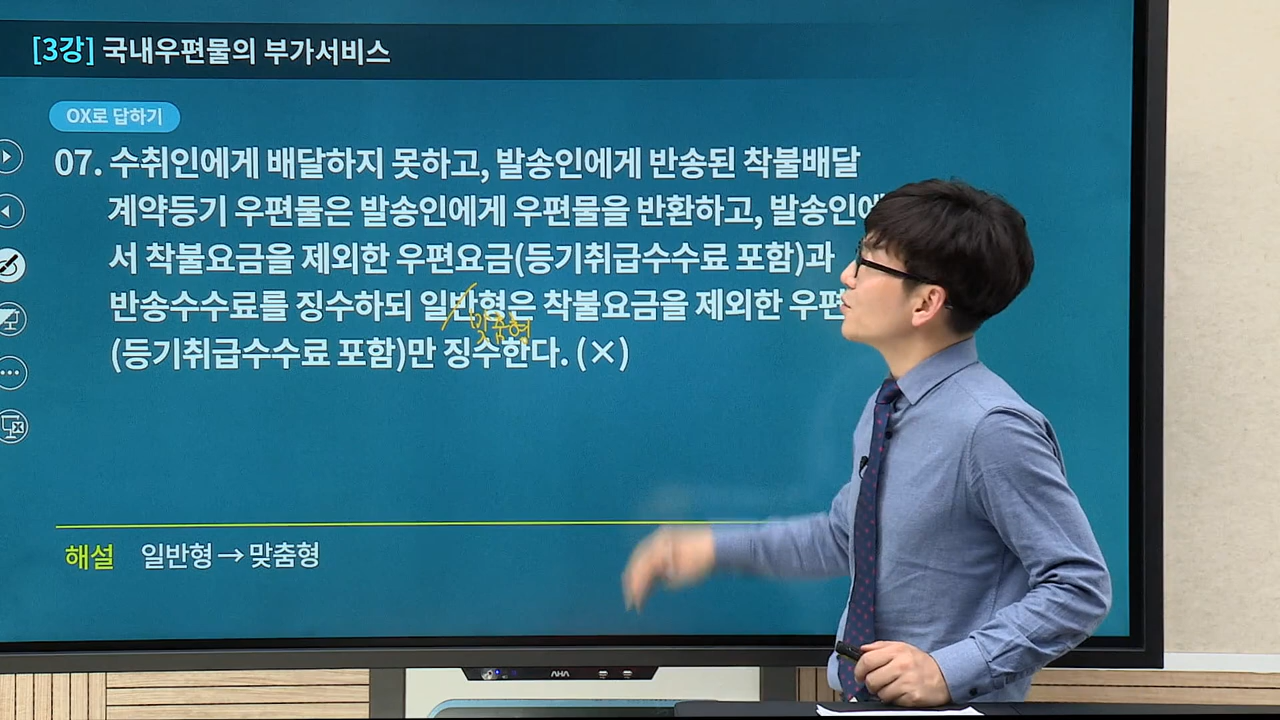 [3강] 국내우편물의 부가서비스
OX로 답하기
07. 수취인에게 배달하지 못하고, 발송인에게 반송된 착불배달
계약등기 우편물은 발송인에게 우편물을 반환하고, 발송인에
서 착불요금을 제외한 우편요금(등기취급수수료 포함)과
반송수수료를 징수하되 일반형은 착불요금을 제외한 우편
맞춤형
(등기취급수수료 포함)만 징수한다. (×)
해설 일반형 → 맞춤형
AHA